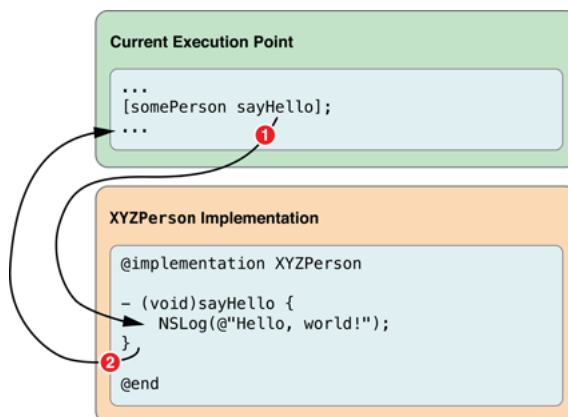 Current Execution Point
...
[somePerson sayHello];
...
1
XYZPerson Implementation
@implementation XYZPerson
- (void)sayHello {
NSLog(@"Hello, world!");
}
2
@end